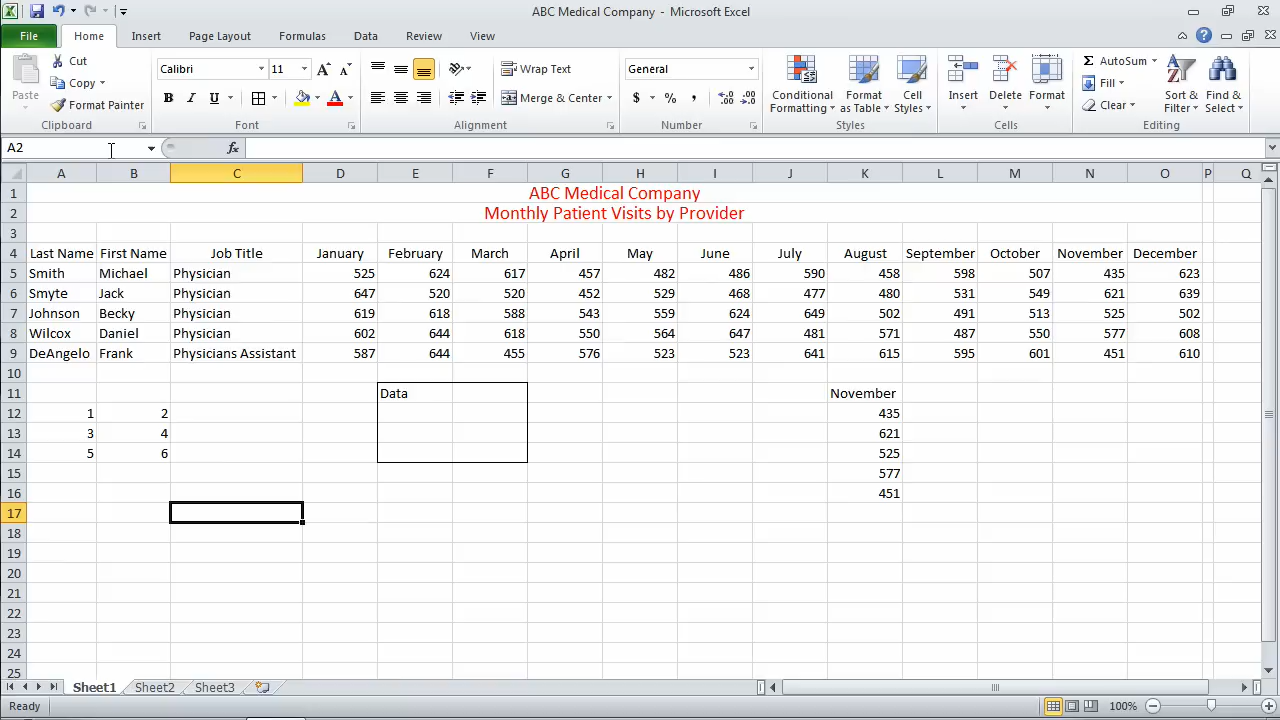 ABC Medical Company - Microsoft Excel
File Home Insert Page Layout Formulas Data Review View
Cut
Copy
Format Painter
Paste
Clipboard
Calibri 11
B I U
Font
Wrap Text
Merge & Center
Alignment
General
$ % ,
Number
Conditional Formatting
Format as Table
Cell Styles
Styles
Insert Delete Format
Cells
AutoSum
Fill
Clear
Sort & Filter
Find & Select
Editing
A2 fx
A B C D E F G H I J K L M N O P Q
1 ABC Medical Company
2 Monthly Patient Visits by Provider
3
4 Last Name First Name Job Title January February March April May June July August September October November December
5 Smith Michael Physician 525 624 617 457 482 486 590 458 598 507 435 623
6 Smyte Jack Physician 647 520 520 452 529 468 477 480 531 549 621 639
7 Johnson Becky Physician 619 618 588 543 559 624 649 502 491 513 525 502
8 Wilcox Daniel Physician 602 644 618 550 564 647 481 571 487 550 577 608
9 DeAngelo Frank Physicians Assistant 587 644 455 576 523 523 641 615 595 601 451 610
10
11 Data November
12 1 2 435
13 3 4 621
14 5 6 525
15 577
16 451
17
18
19
20
21
22
23
24
25
Sheet1 Sheet2 Sheet3
Ready 100%